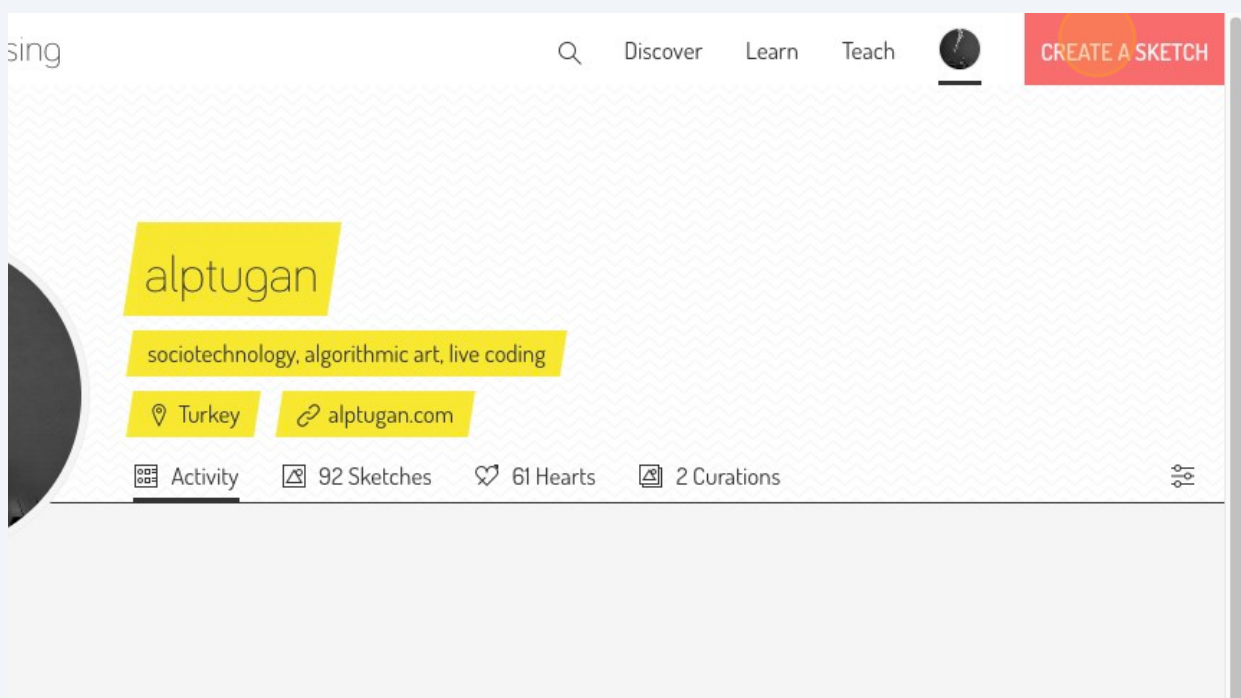 sing
Discover Learn Teach CREATE A SKETCH
alptugan
sociotechnology, algorithmic art, live coding
Turkey alptugan.com
Activity 92 Sketches 61 Hearts 2 Curations